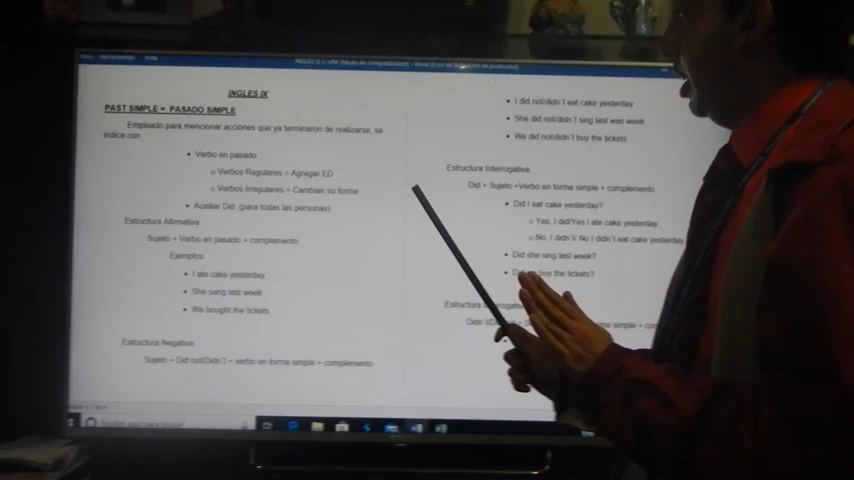 Herramientas Vista
INGLES IX
PAST SIMPLE = PASADO SIMPLE
Empleado para mencionar acciones que ya terminaron de realizarse, se
indica con
Verbo en pasado
Verbos Regulares = Agregar ED
Verbos Irregulares = Cambian su forma
Auxiliar Did (para todas las personas)
Estructura Afirmativa
Sujeto + Verbo en pasado + complemento
Ejemplos
I ate cake yesterday
She sang last week
We bought the tickets
Estructura Negativa
Sujeto + Did not/Didn´t + verbo en forma simple + complemento
I did not/didn´t eat cake yesterday
She did not/didn´t sing last was week
We did not/didn´t buy the tickets
Estructura Interrogativa
Did + Sujeto +Verbo en forma simple + complemento
Did I eat cake yesterday?
Yes, I did/Yes I ate cake yesterday
No, I didn´t/ No I didn´t eat cake yesterday
Did she sing last week?
buy the tickets?
Estructura
simple +